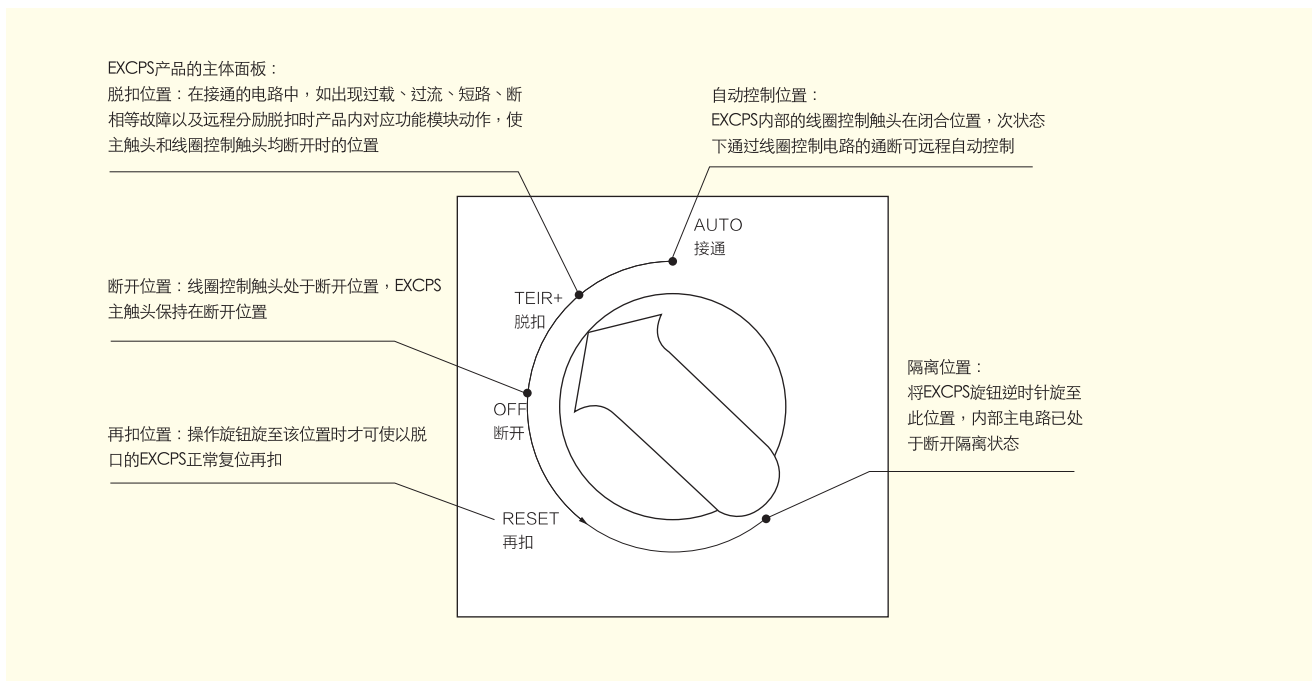 EXCPS产品的主体面板：
脱扣位置：在接通的电路中，如出现过载、过流、短路、断
相等故障以及远程分励脱扣时产品内对应功能模块动作，使
主触头和线圈控制触头均断开时的位置
自动控制位置：
EXCPS内部的线圈控制触头在闭合位置，次状态
下通过线圈控制电路的通断可远程自动控制
AUTO
接通
断开位置：线圈控制触头处于断开位置，EXCPS
主触头保持在断开位置
TEIR+
脱扣
隔离位置：
将EXCPS旋钮逆时针旋至
此位置，内部主电路已处
于断开隔离状态
OFF
断开
再扣位置：操作旋钮旋至该位置时才可使以脱
口的EXCPS正常复位再扣
RESET
再扣